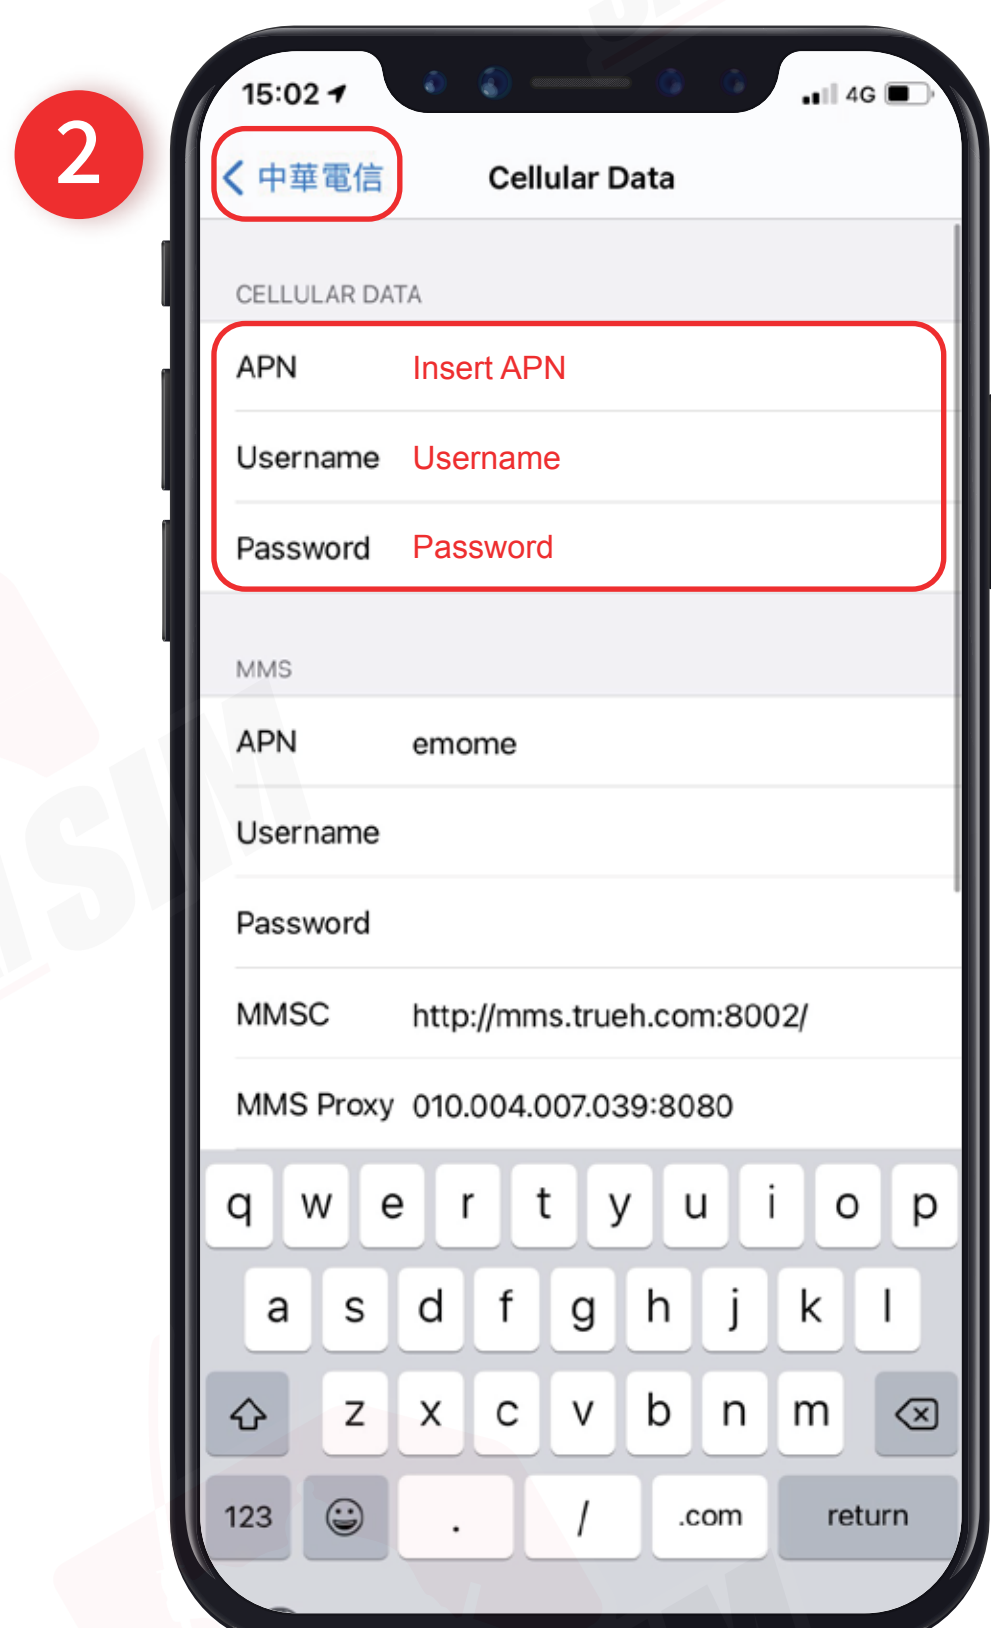 2
15:02 4G
中華電信 Cellular Data
CELLULAR DATA
APN Insert APN
Username Username
Password Password
MMS
APN emome
Username
Password
MMSC http://mms.trueh.com:8002/
MMS Proxy 010.004.007.039:8080
q w e r t y u i o p
a s d f g h j k l
z x c v b n m
123 . / .com return
SIM